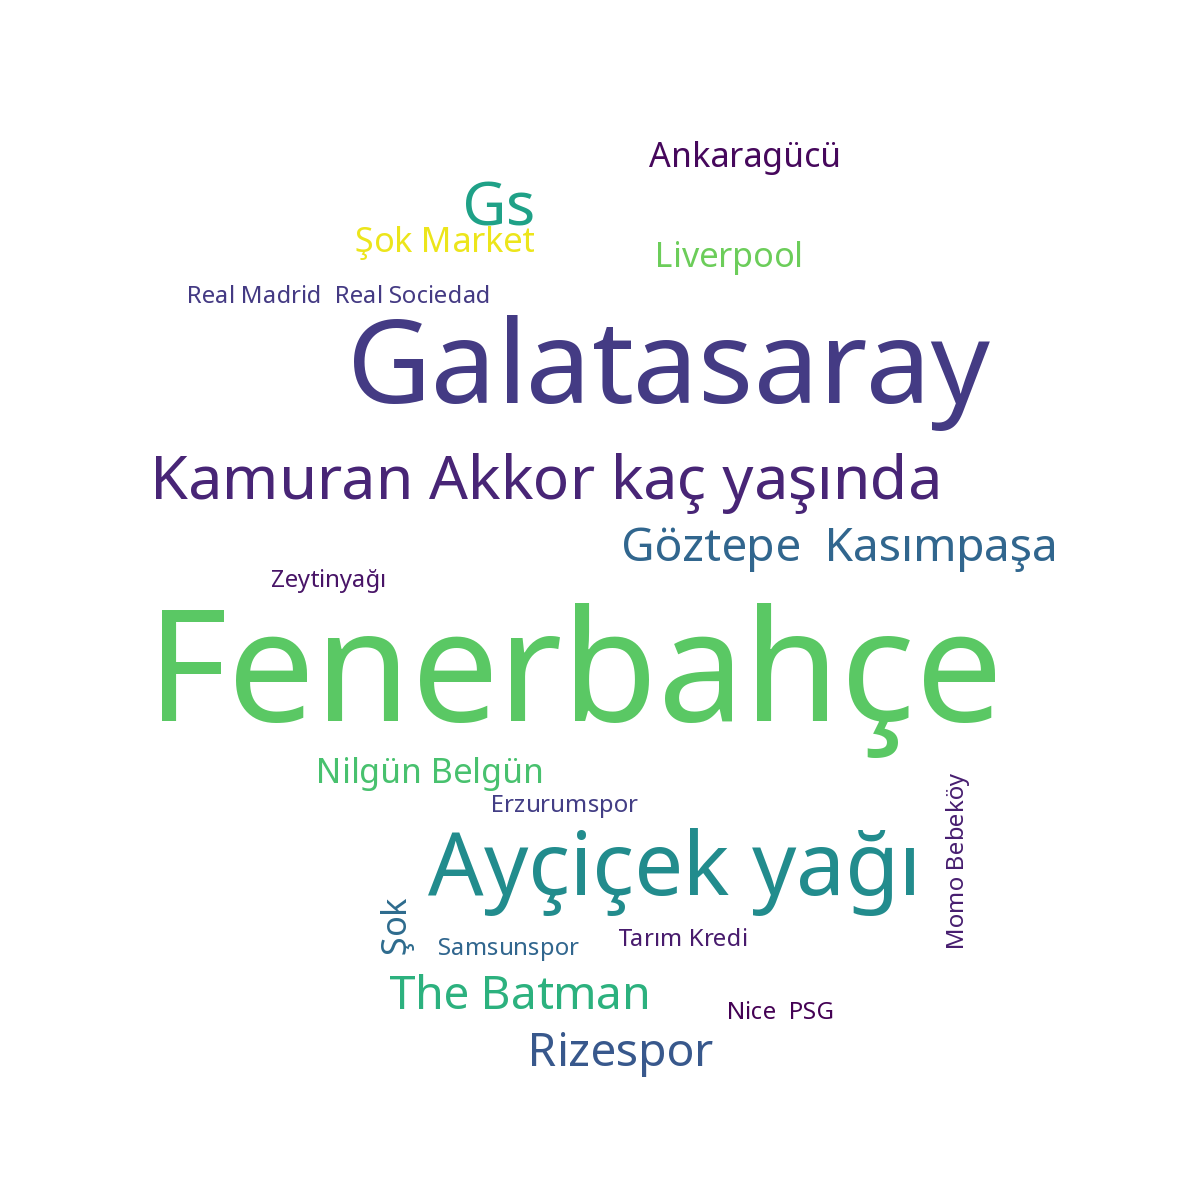 Ankaragücü
Gs
Şok Market
Liverpool
Real Madrid  Real Sociedad
Galatasaray
Kamuran Akkor kaç yaşında
Göztepe  Kasımpaşa
Zeytinyağı
Fenerbahçe
Nilgün Belgün
Erzurumspor
Momo Bebeköy
Ayçiçek yağı
Şok
Samsunspor
Tarım Kredi
The Batman
Nice  PSG
Rizespor